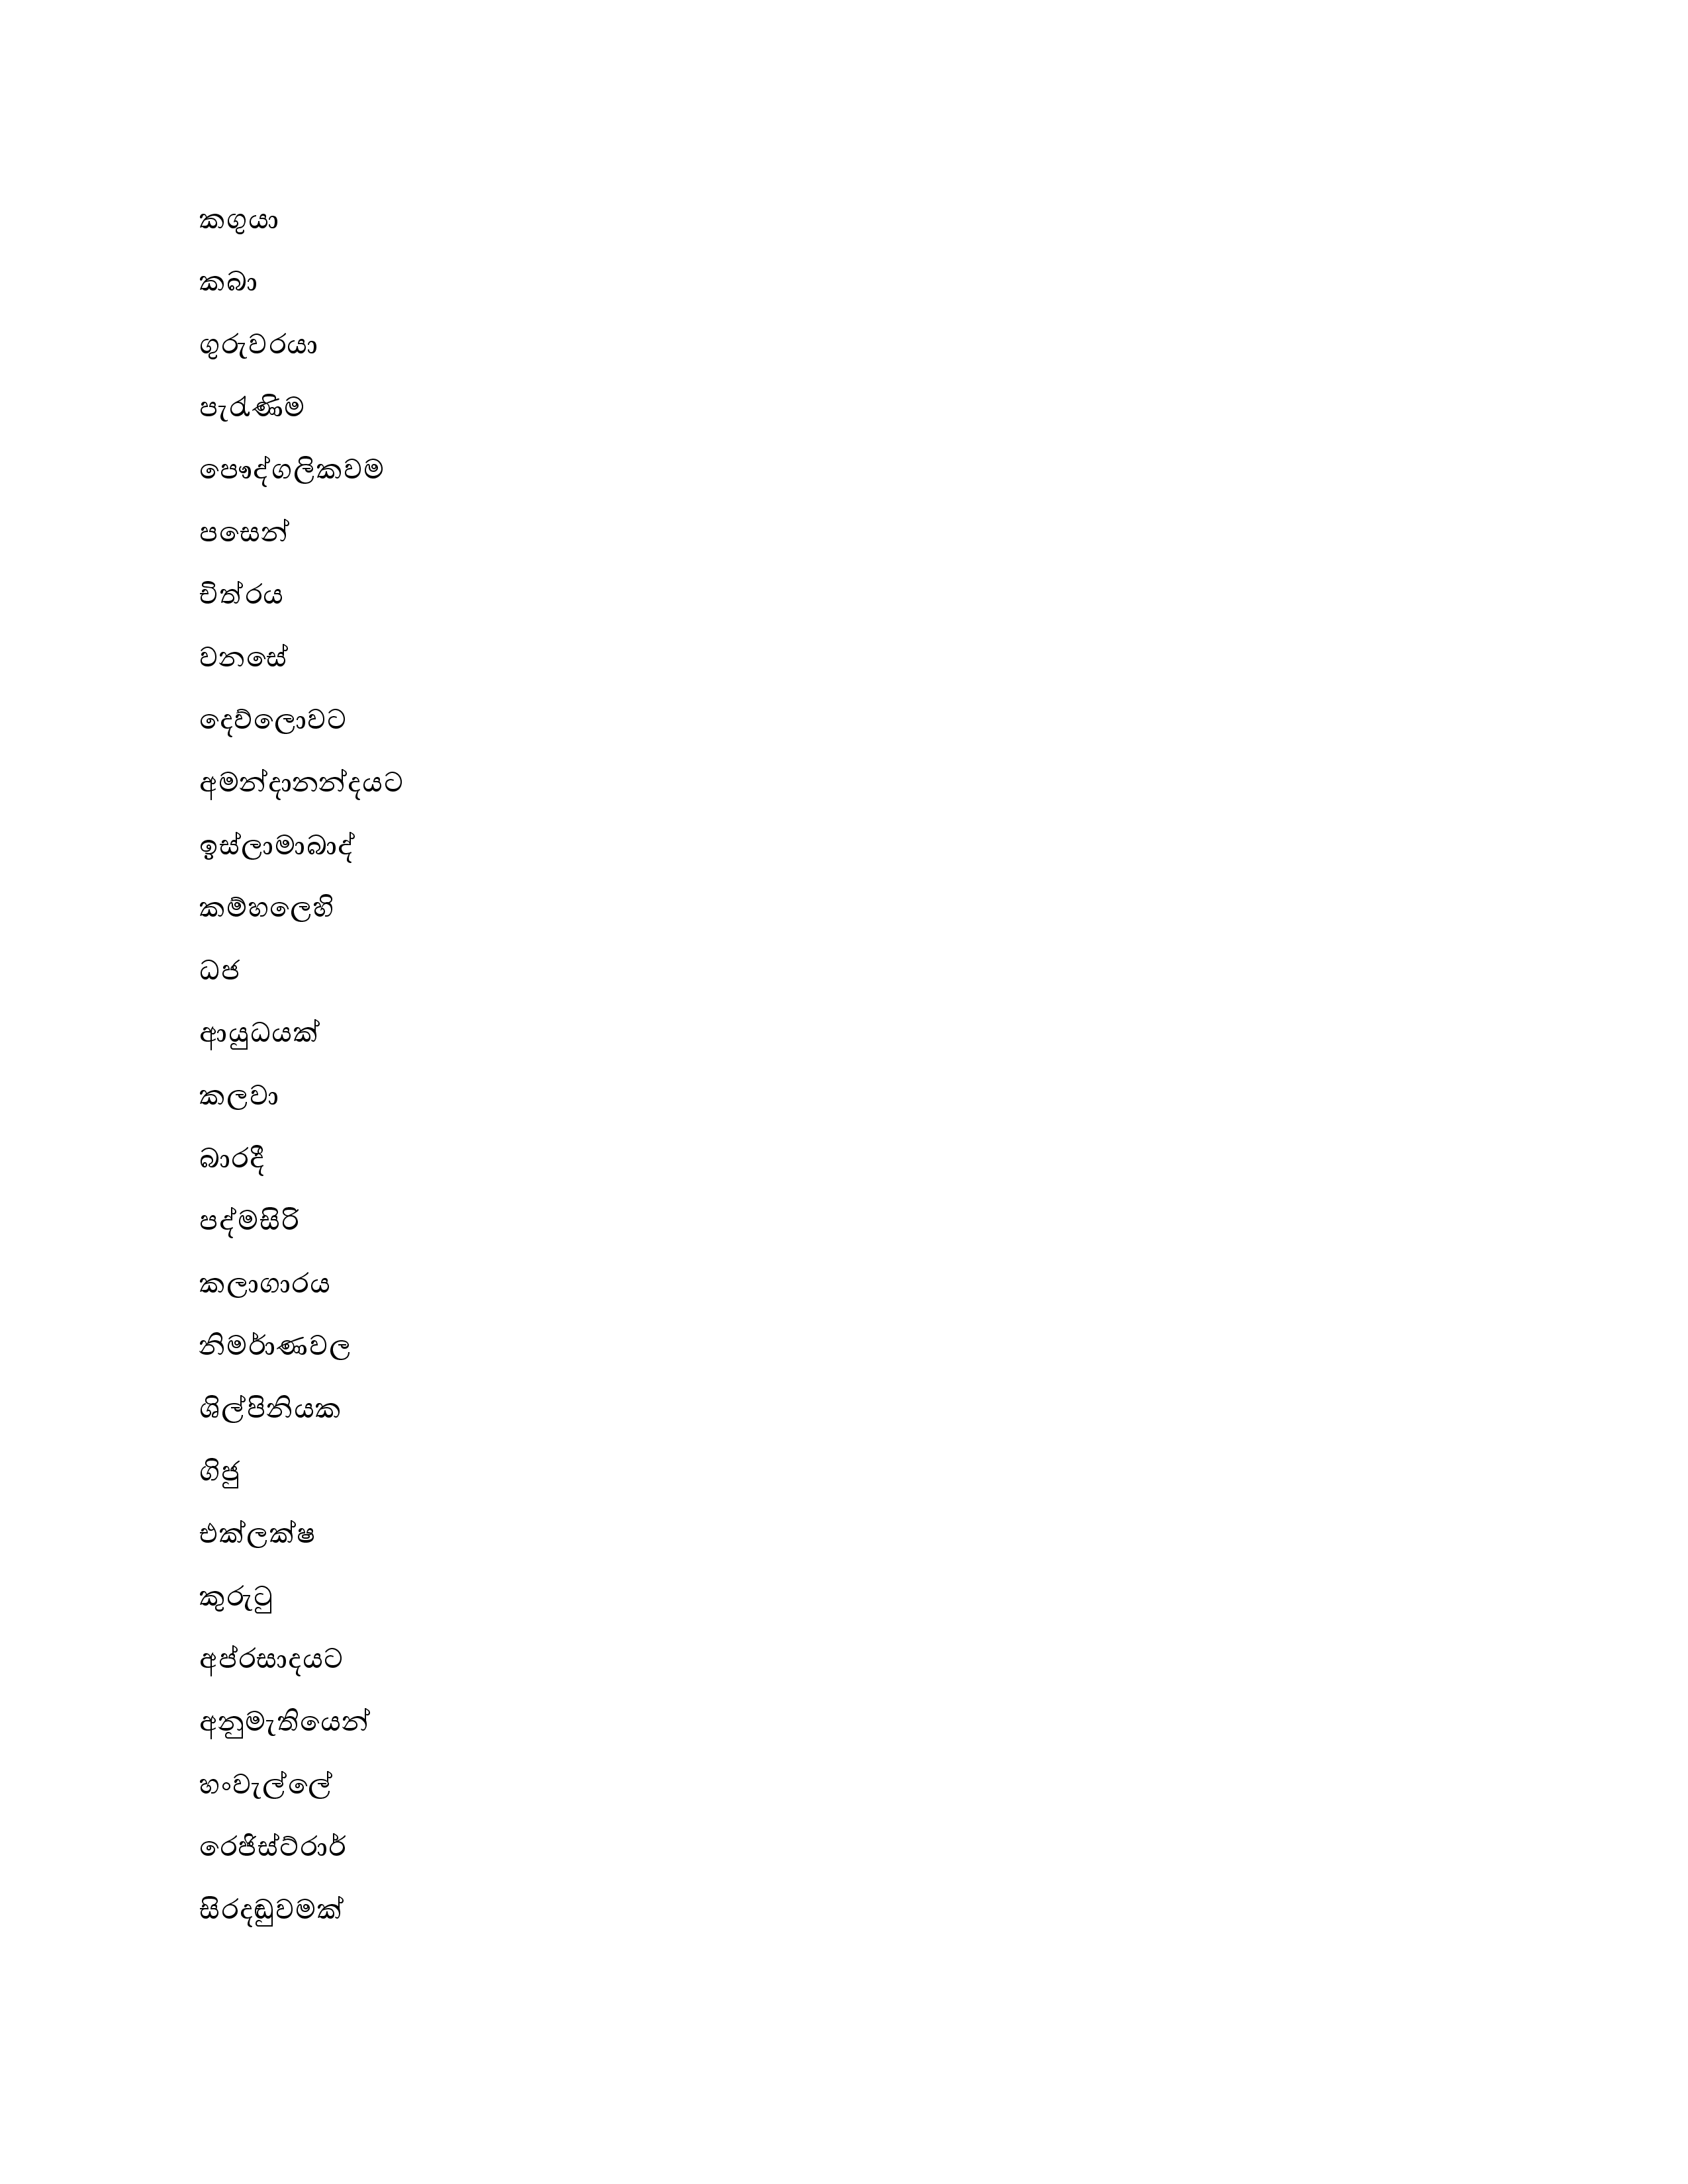 කගුයා
කබා
ගුරුවරයා
පැරැණිම
පෞද්ගලිකවම
පසෙන්
චිත්රය
වනසේ
දෙව්ලොවට
අමන්දානන්දයට
ඉස්ලාමාබාද්
කම්හලෙහි
ධජ
ආයුධයක්
කලවා
බාරදී
පද්මසිරි
කලාගාරය
නිමර්ාණවල
ශිල්පිනියක
ගිජු
එක්ලක්ෂ
කුරුටු
අප්රසාදයට
අනුමැතියෙන්
හංවැල්ලේ
රෙජිස්ට්රාර්
සිරදඬුවමක්